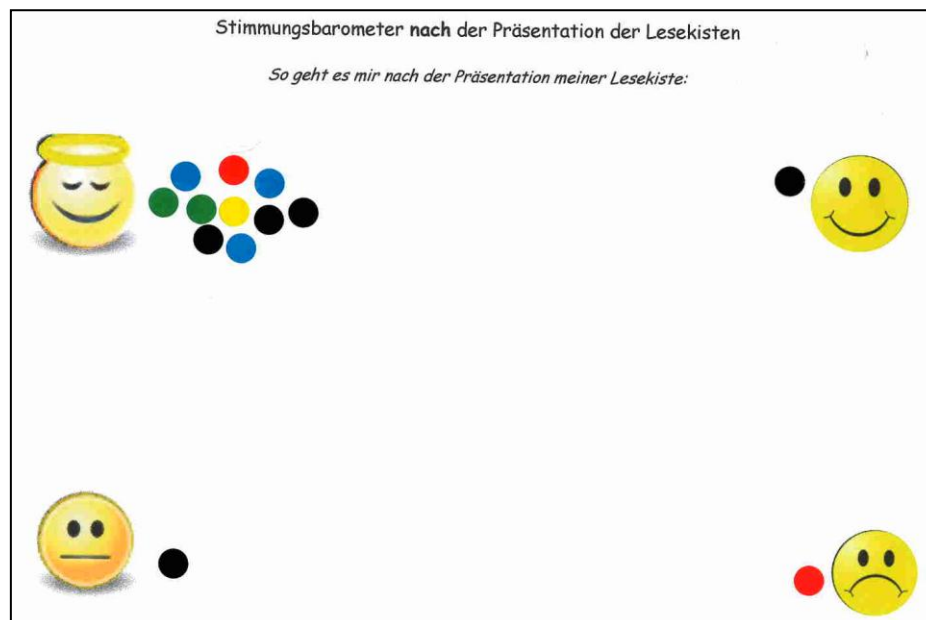 Stimmungsbarometer nach der Präsentation der Lesekisten
So geht es mir nach der Präsentation meiner Lesekiste: